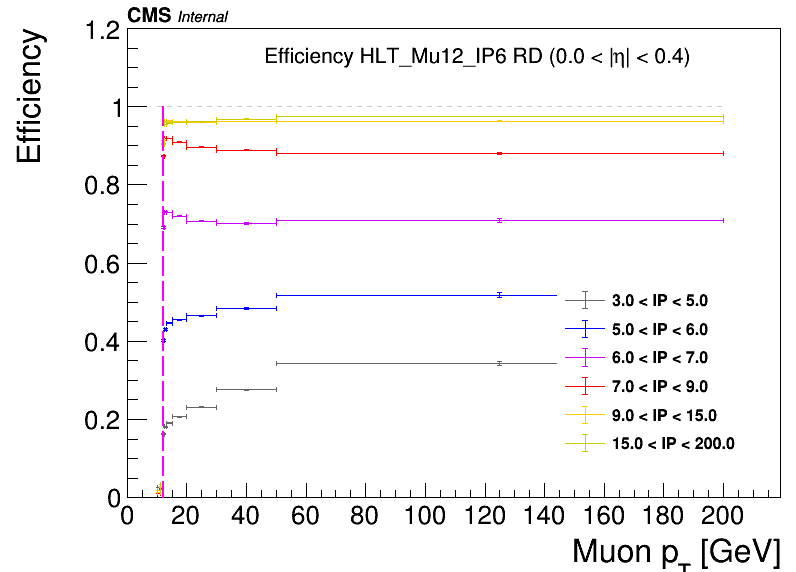 CMS Internal
Efficiency HLT_Mu12_IP6 RD (0.0 < |η| < 0.4)
Efficiency
1.2
1
0.8
0.6
0.4
0.2
0
3.0 < IP < 5.0
5.0 < IP < 6.0
6.0 < IP < 7.0
7.0 < IP < 9.0
9.0 < IP < 15.0
15.0 < IP < 200.0
0 20 40 60 80 100 120 140 160 180 200
Muon p_T [GeV]